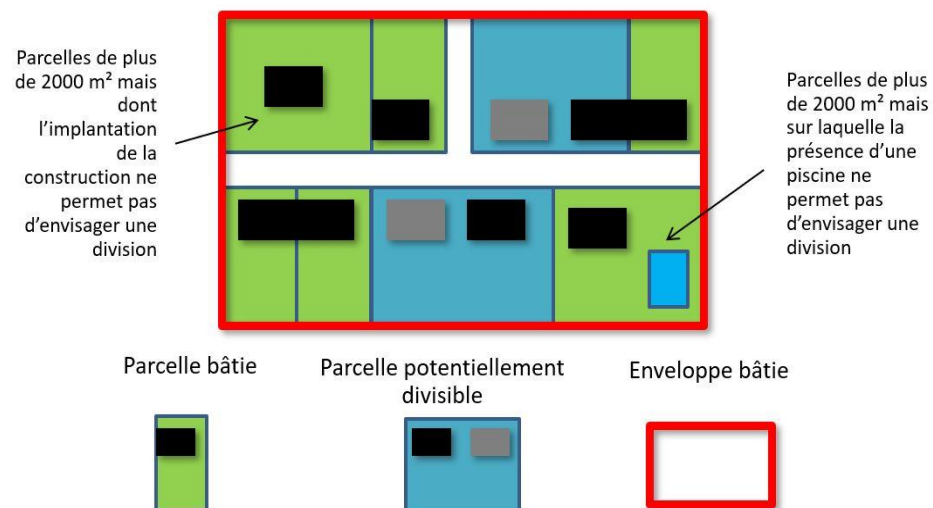 Parcelles de plus
de 2000 m² mais
dont
l'implantation
de la
construction ne
permet pas
d'envisager une
division
Parcelles de plus
de 2000 m² mais
sur laquelle la
présence d'une
piscine ne
permet pas
d'envisager une
division
Parcelle bâtie
Parcelle potentiellement
divisible
Enveloppe bâtie